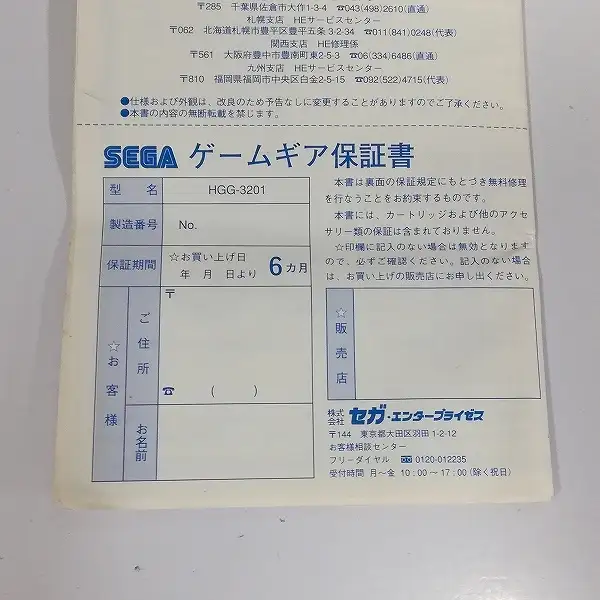 〒285 千葉県佐倉市大作1-3-4 ☎043(498)2610(直通)
札幌支店 HEサービスセンター
〒062 北海道札幌市豊平区豊平五条 3-2-34 ☎011(841)0248(代表)
関西支店 HE修理係
〒561 大阪府豊中市豊南町東2-5-3 ☎06(334)6486(直通)
九州支店 HEサービスセンター
〒810 福岡県福岡市中央区白金2-5-15 ☎092(522)4715(代表)
●仕様および外観は、改良のため予告なしに変更することがありますのでご了承ください。
●本書の内容の無断転載を禁じます。
SEGA ゲームギア保証書
型名 HGG-3201
製造番号 No.
保証期間 ☆お買い上げ日
年 月 日より 6カ月
☆お客様
ご住所 〒
☎ ( )
お名前
本書は裏面の保証規定にもとづき無料修理
を行なうことをお約束するものです。
本書には、カートリッジおよび他のアクセ
サリー類の保証は含まれておりません。
☆印欄に記入のない場合は無効となります
ので、必ずご確認ください。記入のない場合
は、お買い上げの販売店にお申し出ください。
☆販売店
株式会社 セガ・エンタープライゼス
〒144 東京都大田区羽田1-2-12
お客様相談センター
フリーダイヤル 0120-012235
受付時間 月〜金 10:00〜17:00(除く祝日)